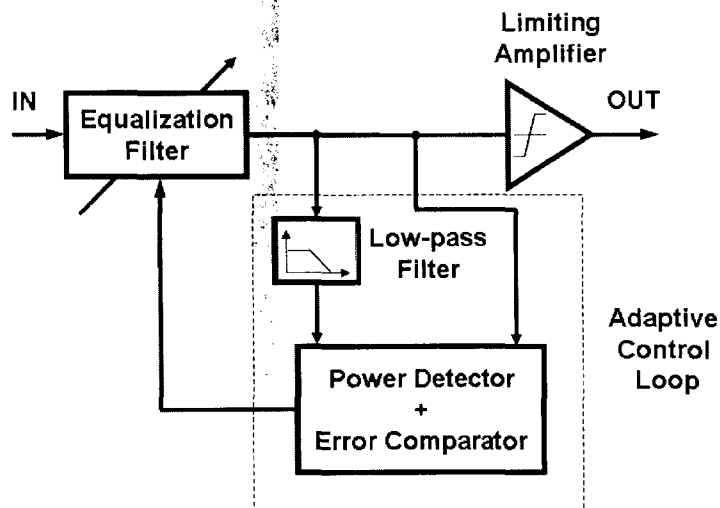 Limiting
Amplifier
IN
OUT
Equalization
Filter
Low-pass
Filter
Adaptive
Control
Loop
Power Detector
+
Error Comparator